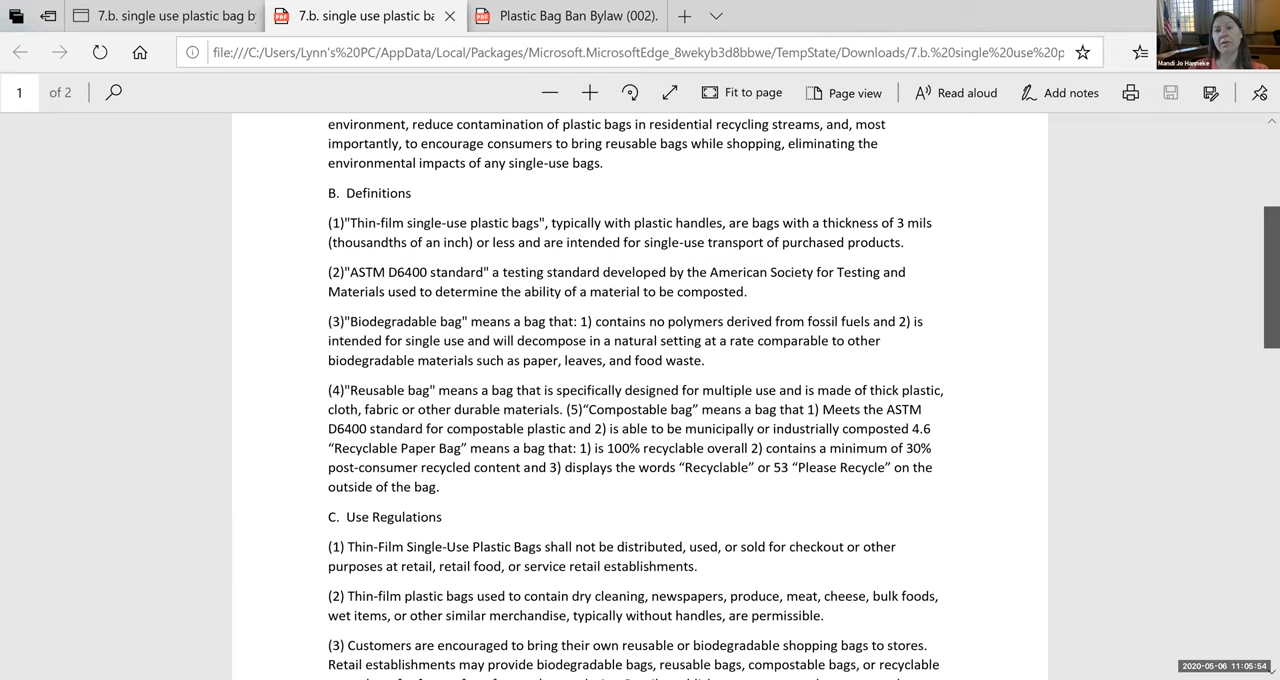 7.b. single use plastic bag b
7.b. single use plastic ba
Plastic Bag Ban Bylaw (002).
file:///C:/Users/Lynn's%20PC/AppData/Local/Packages/Microsoft.MicrosoftEdge_8wekyb3d8bbwe/TempState/Downloads/7.b.%20single%20use%20p
Mandi Jo Hanneke
1 of 2
Fit to page
Page view
Read aloud
Add notes
environment, reduce contamination of plastic bags in residential recycling streams, and, most
importantly, to encourage consumers to bring reusable bags while shopping, eliminating the
environmental impacts of any single-use bags.
B. Definitions
(1)"Thin-film single-use plastic bags", typically with plastic handles, are bags with a thickness of 3 mils
(thousandths of an inch) or less and are intended for single-use transport of purchased products.
(2)"ASTM D6400 standard" a testing standard developed by the American Society for Testing and
Materials used to determine the ability of a material to be composted.
(3)"Biodegradable bag" means a bag that: 1) contains no polymers derived from fossil fuels and 2) is
intended for single use and will decompose in a natural setting at a rate comparable to other
biodegradable materials such as paper, leaves, and food waste.
(4)"Reusable bag" means a bag that is specifically designed for multiple use and is made of thick plastic,
cloth, fabric or other durable materials. (5)“Compostable bag” means a bag that 1) Meets the ASTM
D6400 standard for compostable plastic and 2) is able to be municipally or industrially composted 4.6
“Recyclable Paper Bag” means a bag that: 1) is 100% recyclable overall 2) contains a minimum of 30%
post-consumer recycled content and 3) displays the words “Recyclable” or 53 “Please Recycle” on the
outside of the bag.
C. Use Regulations
(1) Thin-Film Single-Use Plastic Bags shall not be distributed, used, or sold for checkout or other
purposes at retail, retail food, or service retail establishments.
(2) Thin-film plastic bags used to contain dry cleaning, newspapers, produce, meat, cheese, bulk foods,
wet items, or other similar merchandise, typically without handles, are permissible.
(3) Customers are encouraged to bring their own reusable or biodegradable shopping bags to stores.
Retail establishments may provide biodegradable bags, reusable bags, compostable bags, or recyclable
2020-05-06 11:05:54